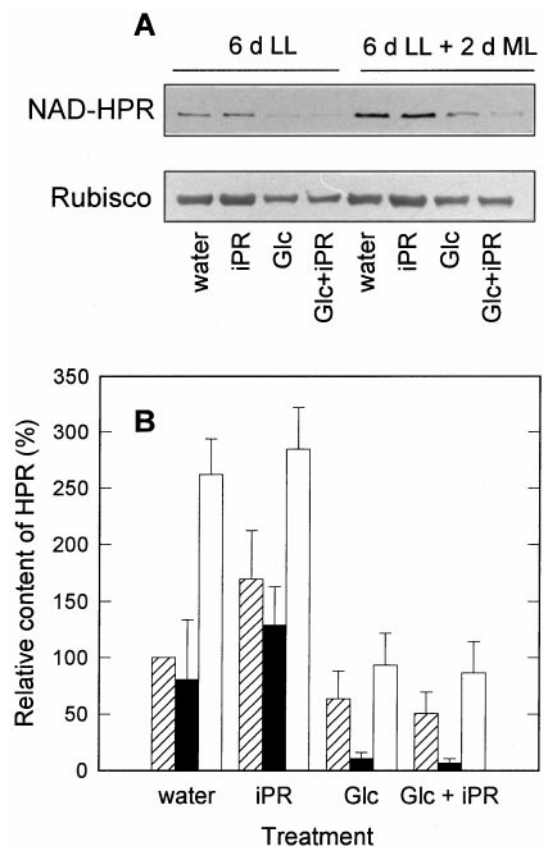 A
6 d LL
6 d LL + 2 d ML
NAD-HPR
Rubisco
water
iPR
Glc
Glc+iPR
water
iPR
Glc
Glc+iPR
B
Relative content of HPR (%)
350
300
250
200
150
100
50
0
water
iPR
Glc
Glc + iPR
Treatment